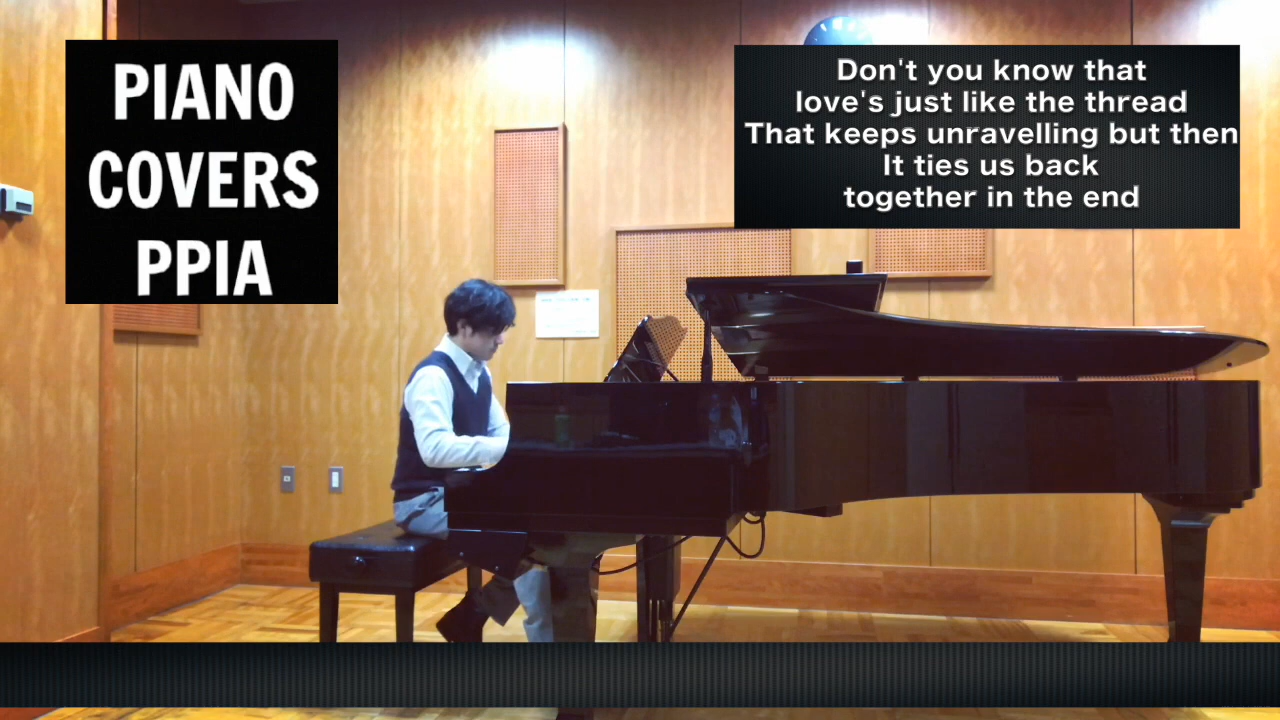 PIANO
COVERS
PPIA
Don't you know that
love's just like the thread
That keeps unravelling but then
It ties us back
together in the end